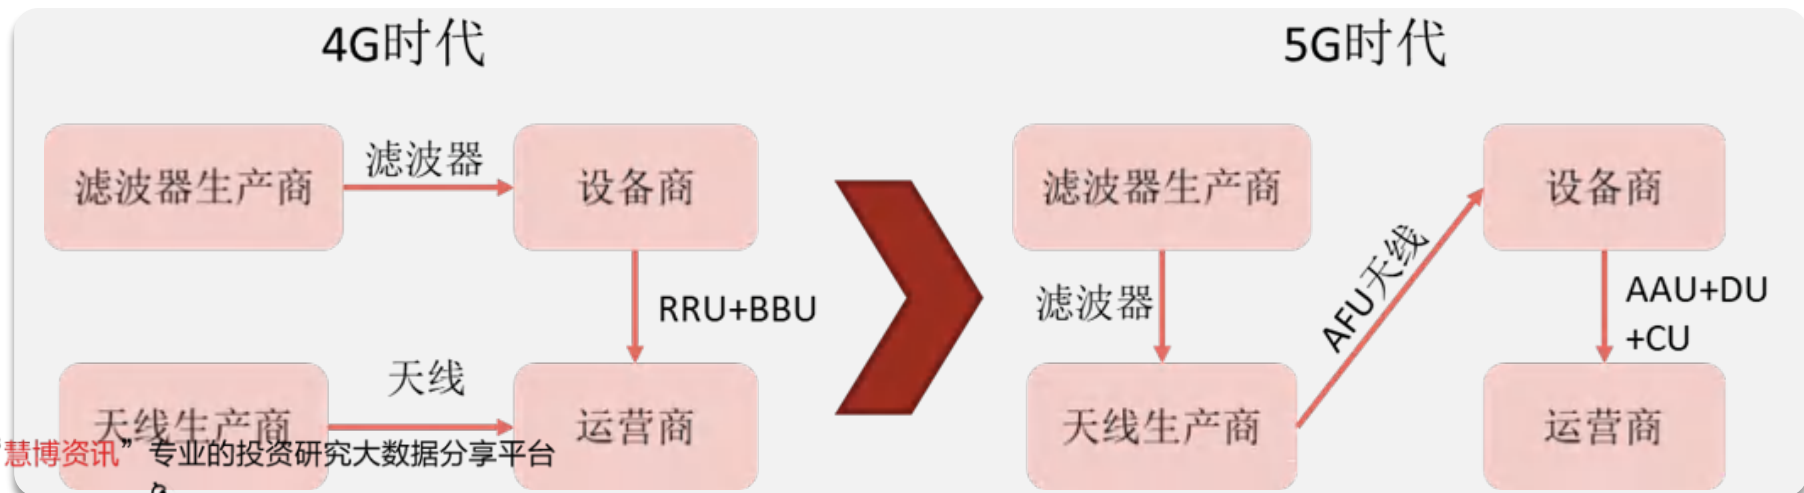 4G时代
5G时代
滤波器生产商
滤波器
设备商
RRU+BBU
天线生产商
天线
运营商
滤波器生产商
滤波器
天线生产商
AFU天线
设备商
AAU+DU
+CU
运营商
慧博资讯”专业的投资研究大数据分享平台